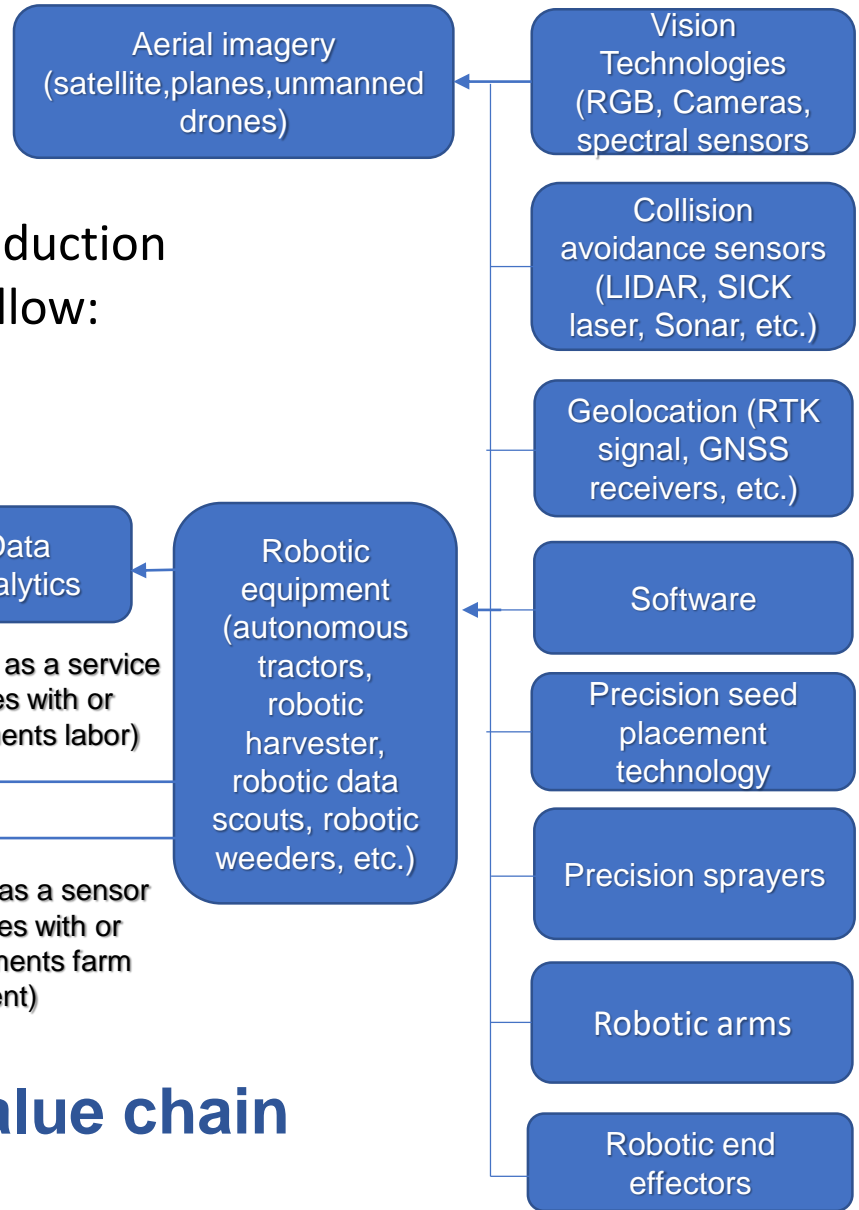 Aerial imagery
(satellite,planes,unmanned
drones)
Vision
Technologies
(RGB, Cameras,
spectral sensors
Collision
avoidance sensors
(LIDAR, SICK
laser, Sonar, etc.)
duction
llow:
Geolocation (RTK
signal, GNSS
receivers, etc.)
Data
alytics
Robotic
equipment
(autonomous
tractors,
robotic
harvester,
robotic data
scouts, robotic
weeders, etc.)
Software
as a service
es with or
ments labor)
Precision seed
placement
technology
Precision sprayers
as a sensor
es with or
ments farm
ent)
Robotic arms
alue chain
Robotic end
effectors